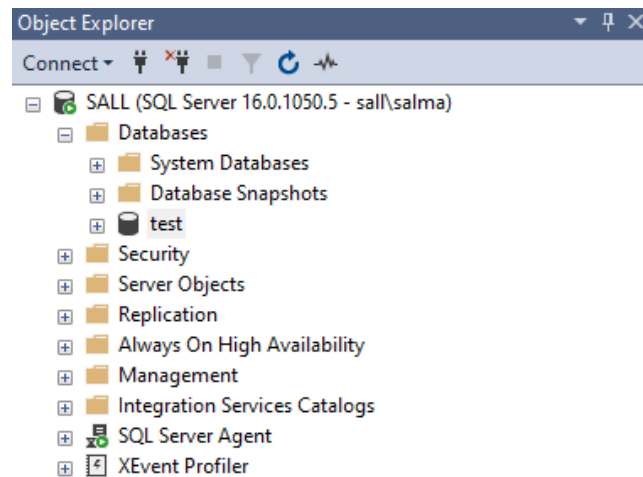 Object Explorer
Connect
SALL (SQL Server 16.0.1050.5 - sall\salma)
Databases
System Databases
Database Snapshots
test
Security
Server Objects
Replication
Always On High Availability
Management
Integration Services Catalogs
SQL Server Agent
XEvent Profiler